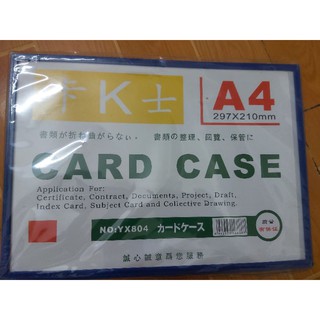 卡K士
A4
297X210mm
書類が折れ曲がらない。 書類の整理、回覧、保管に
CARD CASE
Application For:
Certificate, Contract, Documents, Project, Draft,
Index Card, Subject Card and Collective Drawing.
NO:YX804 カードケース